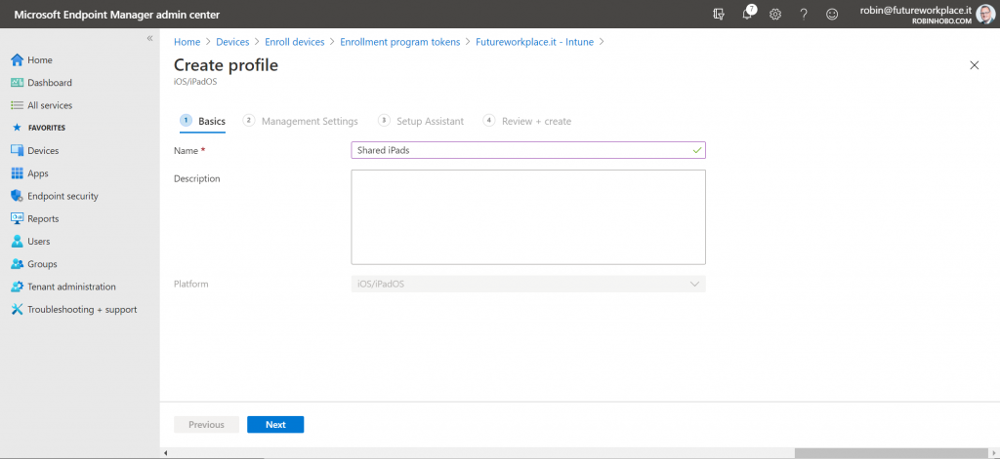 Microsoft Endpoint Manager admin center
7
robin@futureworkplace.it
ROBINHOBO.COM
«
Home
Dashboard
All services
FAVORITES
Devices
Apps
Endpoint security
Reports
Users
Groups
Tenant administration
Troubleshooting + support
Home > Devices > Enroll devices > Enrollment program tokens > Futureworkplace.it - Intune >
Create profile
iOS/iPadOS
1 Basics 2 Management Settings 3 Setup Assistant 4 Review + create
Name * Shared iPads
Description
Platform iOS/iPadOS
Previous Next